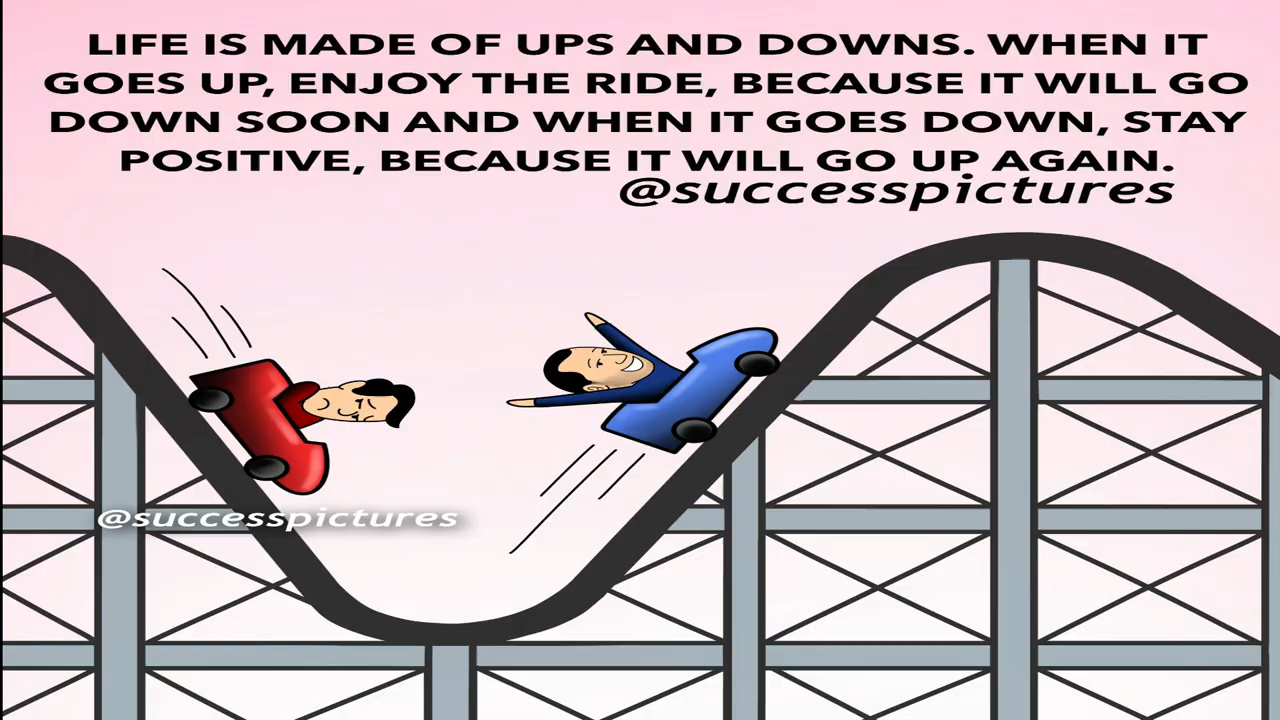 LIFE IS MADE OF UPS AND DOWNS. WHEN IT
GOES UP, ENJOY THE RIDE, BECAUSE IT WILL GO
DOWN SOON AND WHEN IT GOES DOWN, STAY
POSITIVE, BECAUSE IT WILL GO UP AGAIN.
@successpictures
@successpictures